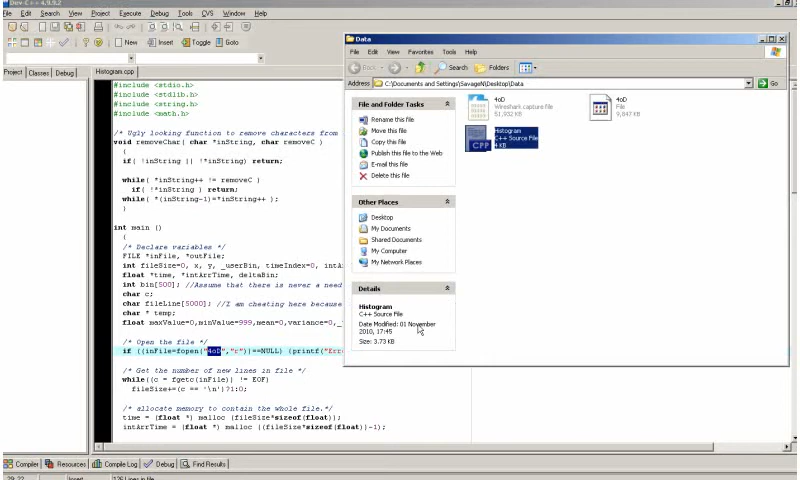 Dev-C++ 4.9.9.2
File Edit Search View Project Execute Debug Tools CVS Window Help
New Insert Toggle Goto
Project Classes Debug
Histogram.cpp
#include <stdio.h>
#include <stdlib.h>
#include <string.h>
#include <math.h>
/* Ugly looking function to remove characters from
void removeChar( char *inString, char removeC )
{
if( !inString || !*inString) return;
while( *inString++ != removeC )
if( !*inString ) return;
while( *(inString-1)=*inString++ );
}
int main ()
{
/* Declare variables */
FILE *inFile, *outFile;
int fileSize=0, x, y, _userBin, timeIndex=0, intA
float *time, *intArrTime, deltaBin;
int bin[500]; //Assume that there is never a need
char c;
char fileLine[5000]; //I am cheating here because
char * temp;
float maxValue=0,minValue=999,mean=0,variance=0,_
/* Open the file */
if ((inFile=fopen("4oD","r"))==NULL) {printf("Err
/* Get the number of new lines in file */
while((c = fgetc(inFile)) != EOF)
fileSize+=(c == '\n')?1:0;
/* allocate memory to contain the whole file.*/
time = (float *) malloc (fileSize*sizeof(float));
intArrTime = (float *) malloc ((fileSize*sizeof(float))-1);
Compiler Resources Compile Log Debug Find Results
29: 22 Insert 126 Lines in file
Data
File Edit View Favorites Tools Help
Back Search Folders
Address C:\Documents and Settings\SavageN\Desktop\Data Go
File and Folder Tasks
Rename this file
Move this file
Copy this file
Publish this file to the Web
E-mail this file
Delete this file
Other Places
Desktop
My Documents
Shared Documents
My Computer
My Network Places
Details
Histogram
C++ Source File
Date Modified: 01 November
2010, 17:45
Size: 3.73 KB
4oD
Wireshark capture file
51,932 KB
4oD
File
9,847 KB
CPP
Histogram
C++ Source File
4 KB